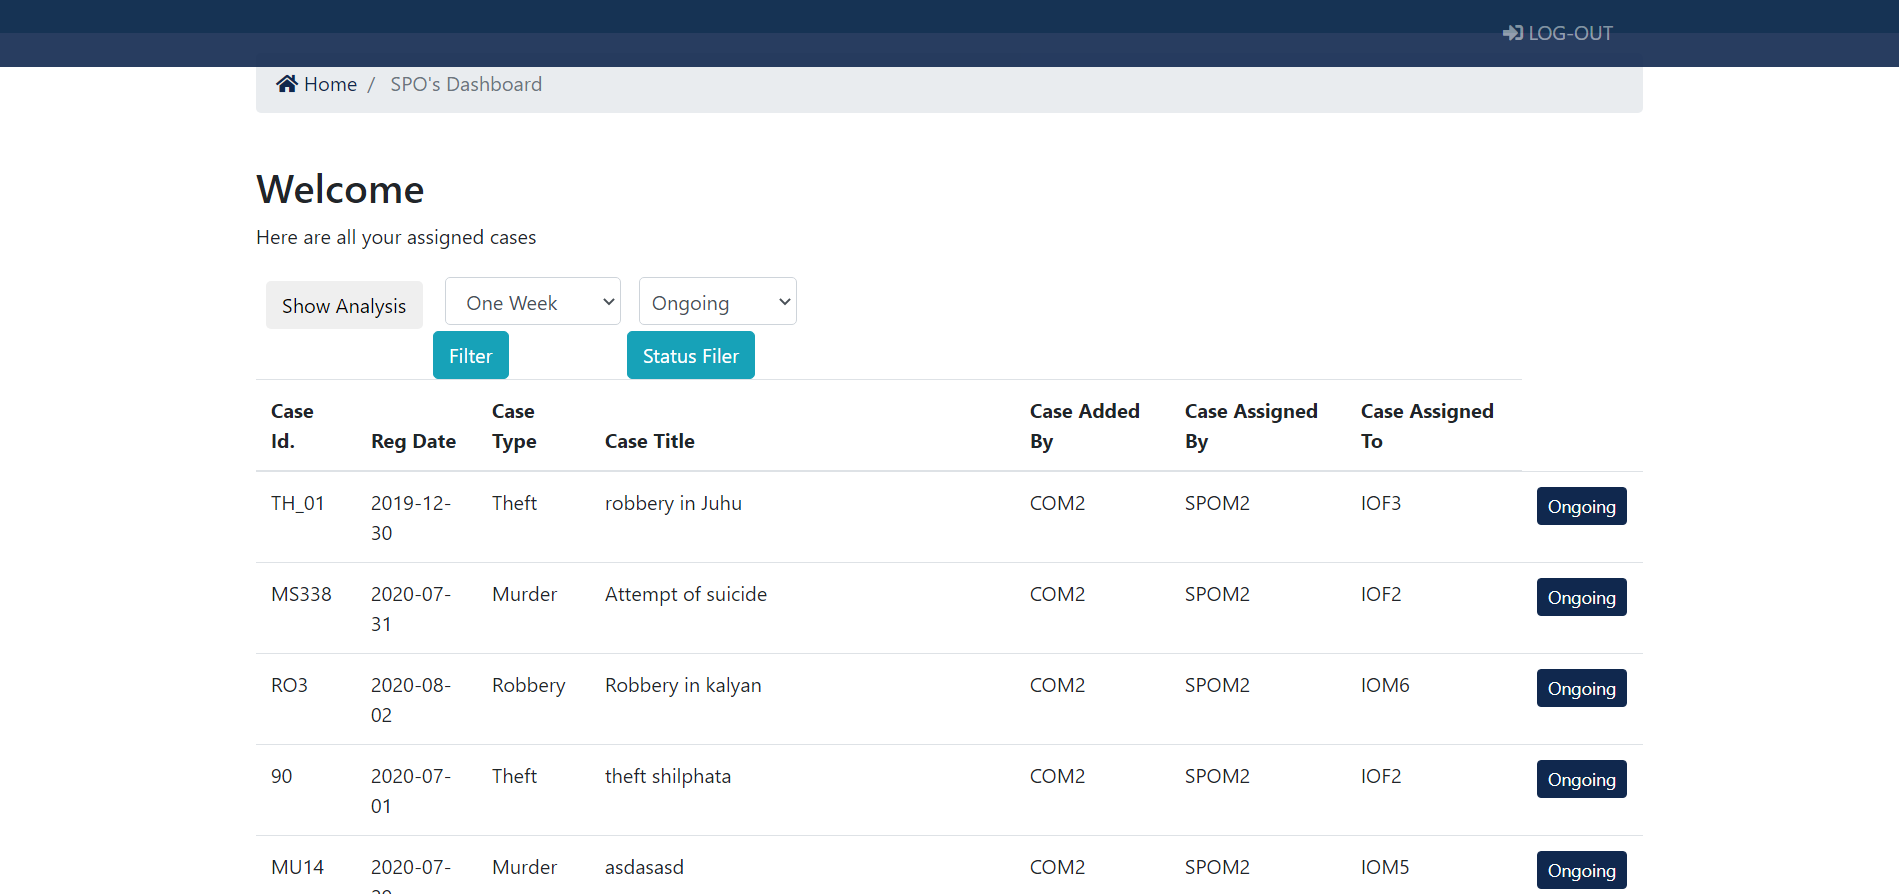 LOG-OUT
Home / SPO's Dashboard
Welcome
Here are all your assigned cases
Show Analysis One Week Ongoing
Filter Status Filer
Case Id. Reg Date Case Type Case Title Case Added By Case Assigned By Case Assigned To
TH_01 2019-12-30 Theft robbery in Juhu COM2 SPOM2 IOF3 Ongoing
MS338 2020-07-31 Murder Attempt of suicide COM2 SPOM2 IOF2 Ongoing
RO3 2020-08-02 Robbery Robbery in kalyan COM2 SPOM2 IOM6 Ongoing
90 2020-07-01 Theft theft shilphata COM2 SPOM2 IOF2 Ongoing
MU14 2020-07- Murder asdasasd COM2 SPOM2 IOM5 Ongoing